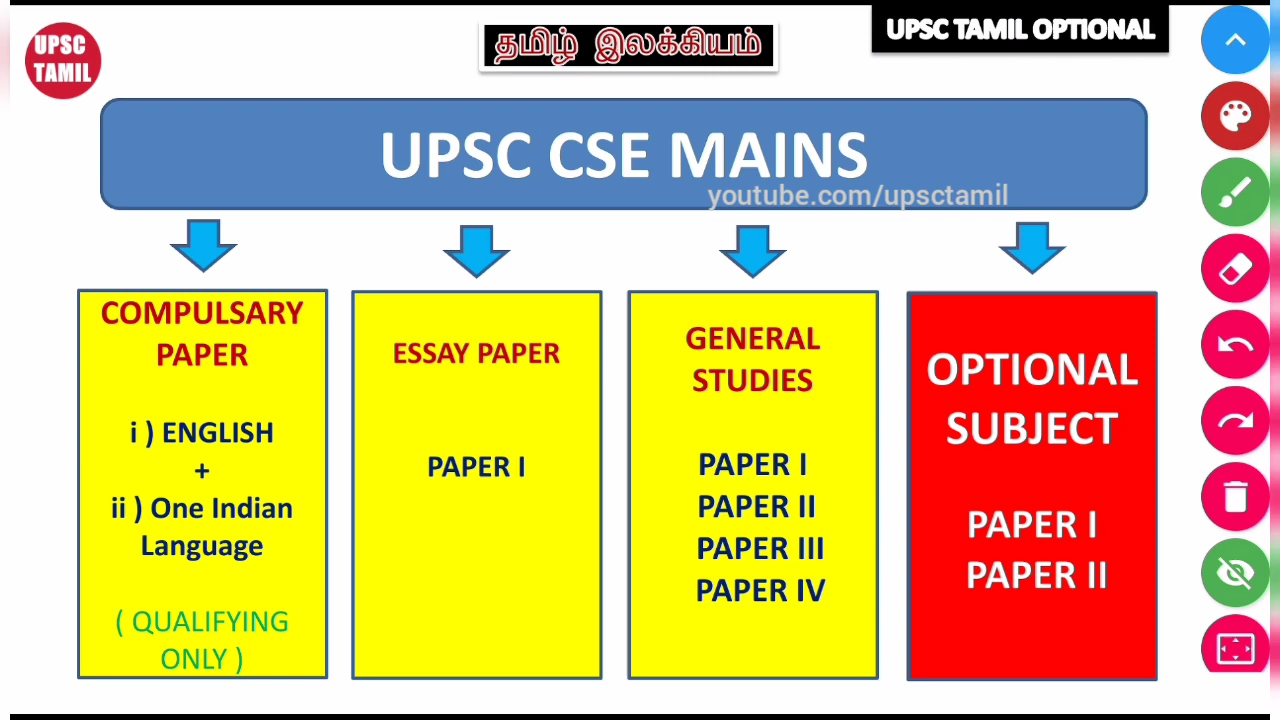 UPSC
TAMIL
தமிழ் இலக்கியம்
UPSC TAMIL OPTIONAL
UPSC CSE MAINS
youtube.com/upsctamil
COMPULSARY
PAPER
i ) ENGLISH
+
ii ) One Indian
Language
( QUALIFYING
ONLY )
ESSAY PAPER
PAPER I
GENERAL
STUDIES
PAPER I
PAPER II
PAPER III
PAPER IV
OPTIONAL
SUBJECT
PAPER I
PAPER II